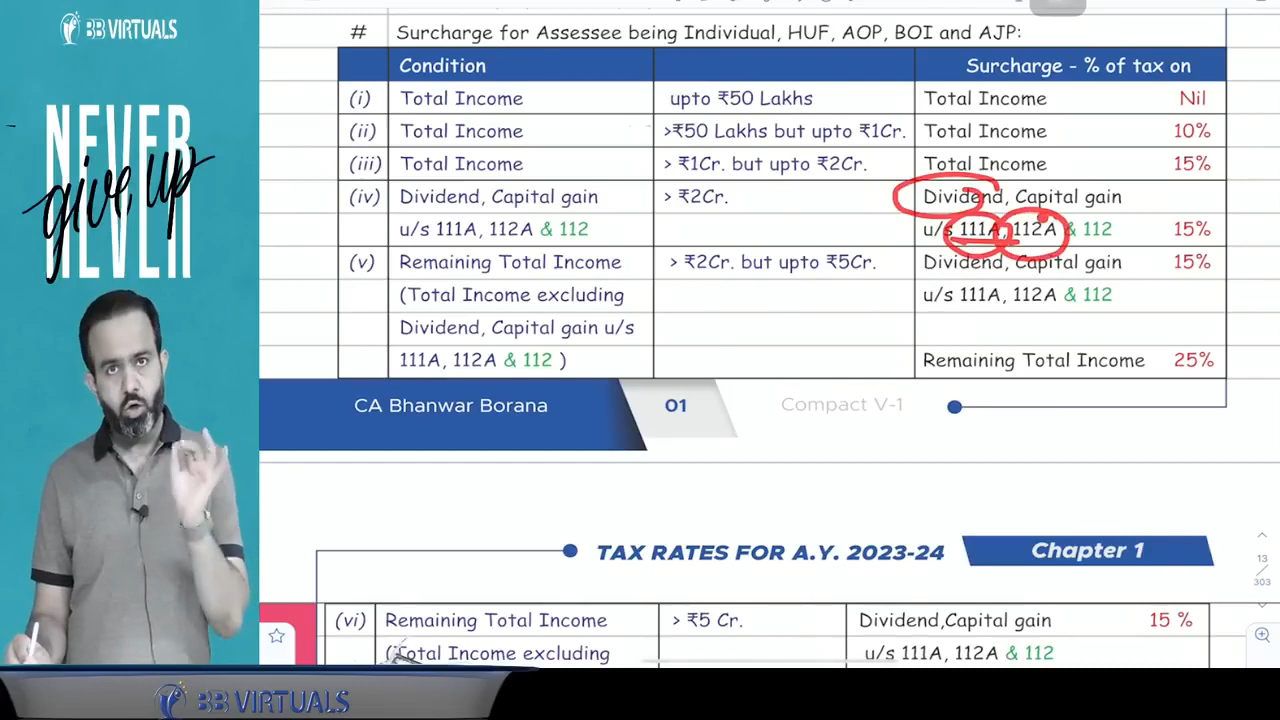 BB VIRTUALS
NEVER
give up
NEVER
# Surcharge for Assessee being Individual, HUF, AOP, BOI and AJP:
Condition Surcharge - % of tax on
(i) Total Income upto ₹50 Lakhs Total Income Nil
(ii) Total Income >₹50 Lakhs but upto ₹1Cr. Total Income 10%
(iii) Total Income > ₹1Cr. but upto ₹2Cr. Total Income 15%
(iv) Dividend, Capital gain > ₹2Cr. Dividend, Capital gain
u/s 111A, 112A & 112 u/s 111A, 112A & 112 15%
(v) Remaining Total Income > ₹2Cr. but upto ₹5Cr. Dividend, Capital gain 15%
(Total Income excluding u/s 111A, 112A & 112
Dividend, Capital gain u/s
111A, 112A & 112 ) Remaining Total Income 25%
CA Bhanwar Borana 01 Compact V-1
TAX RATES FOR A.Y. 2023-24 Chapter 1
13
/
303
(vi) Remaining Total Income > ₹5 Cr. Dividend,Capital gain 15 %
(Total Income excluding u/s 111A, 112A & 112
BB VIRTUALS